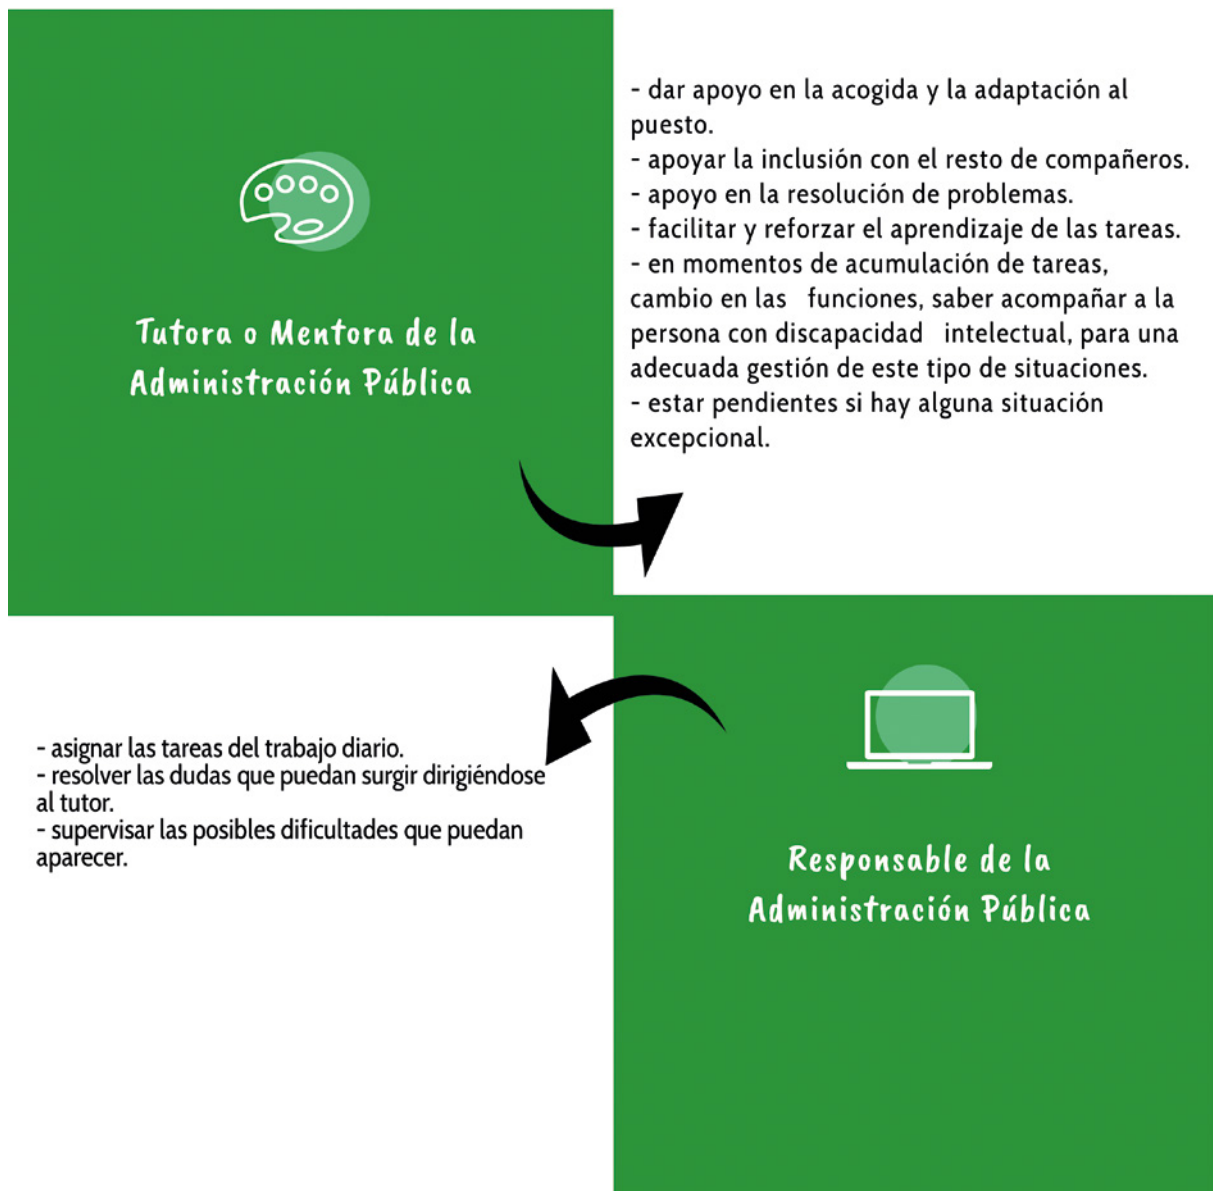 Tutora o Mentora de la
Administración Pública
- dar apoyo en la acogida y la adaptación al
puesto.
- apoyar la inclusión con el resto de compañeros.
- apoyo en la resolución de problemas.
- facilitar y reforzar el aprendizaje de las tareas.
- en momentos de acumulación de tareas,
cambio en las funciones, saber acompañar a la
persona con discapacidad intelectual, para una
adecuada gestión de este tipo de situaciones.
- estar pendientes si hay alguna situación
excepcional.
Responsable de la
Administración Pública
- asignar las tareas del trabajo diario.
- resolver las dudas que puedan surgir dirigiéndose
al tutor.
- supervisar las posibles dificultades que puedan
aparecer.